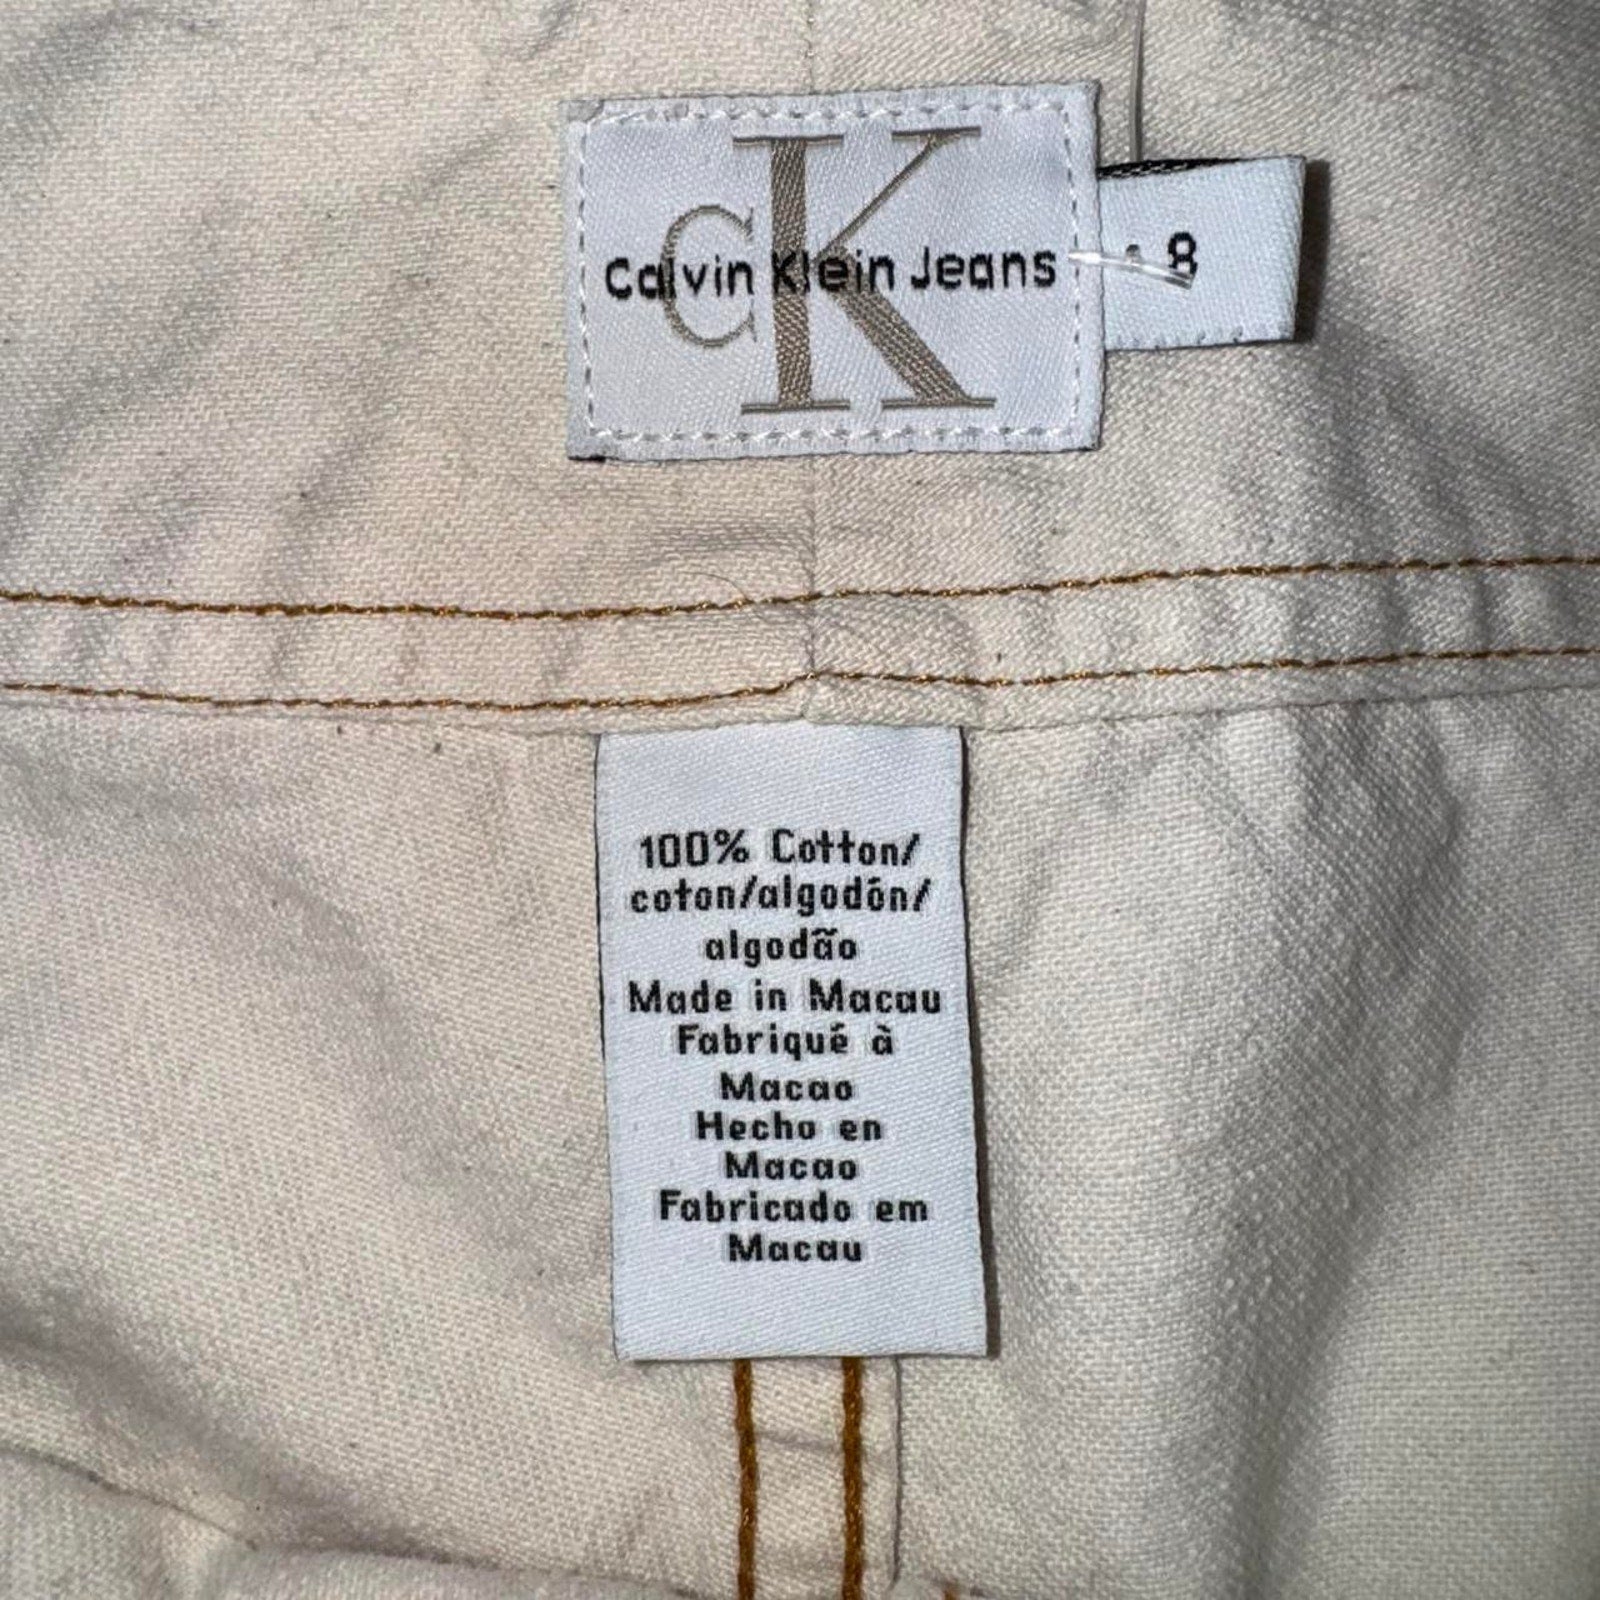 CK
Calvin Klein Jeans
8
100% Cotton/
coton/algodón/
algodão
Made in Macau
Fabriqué à
Macao
Hecho en
Macao
Fabricado em
Macau